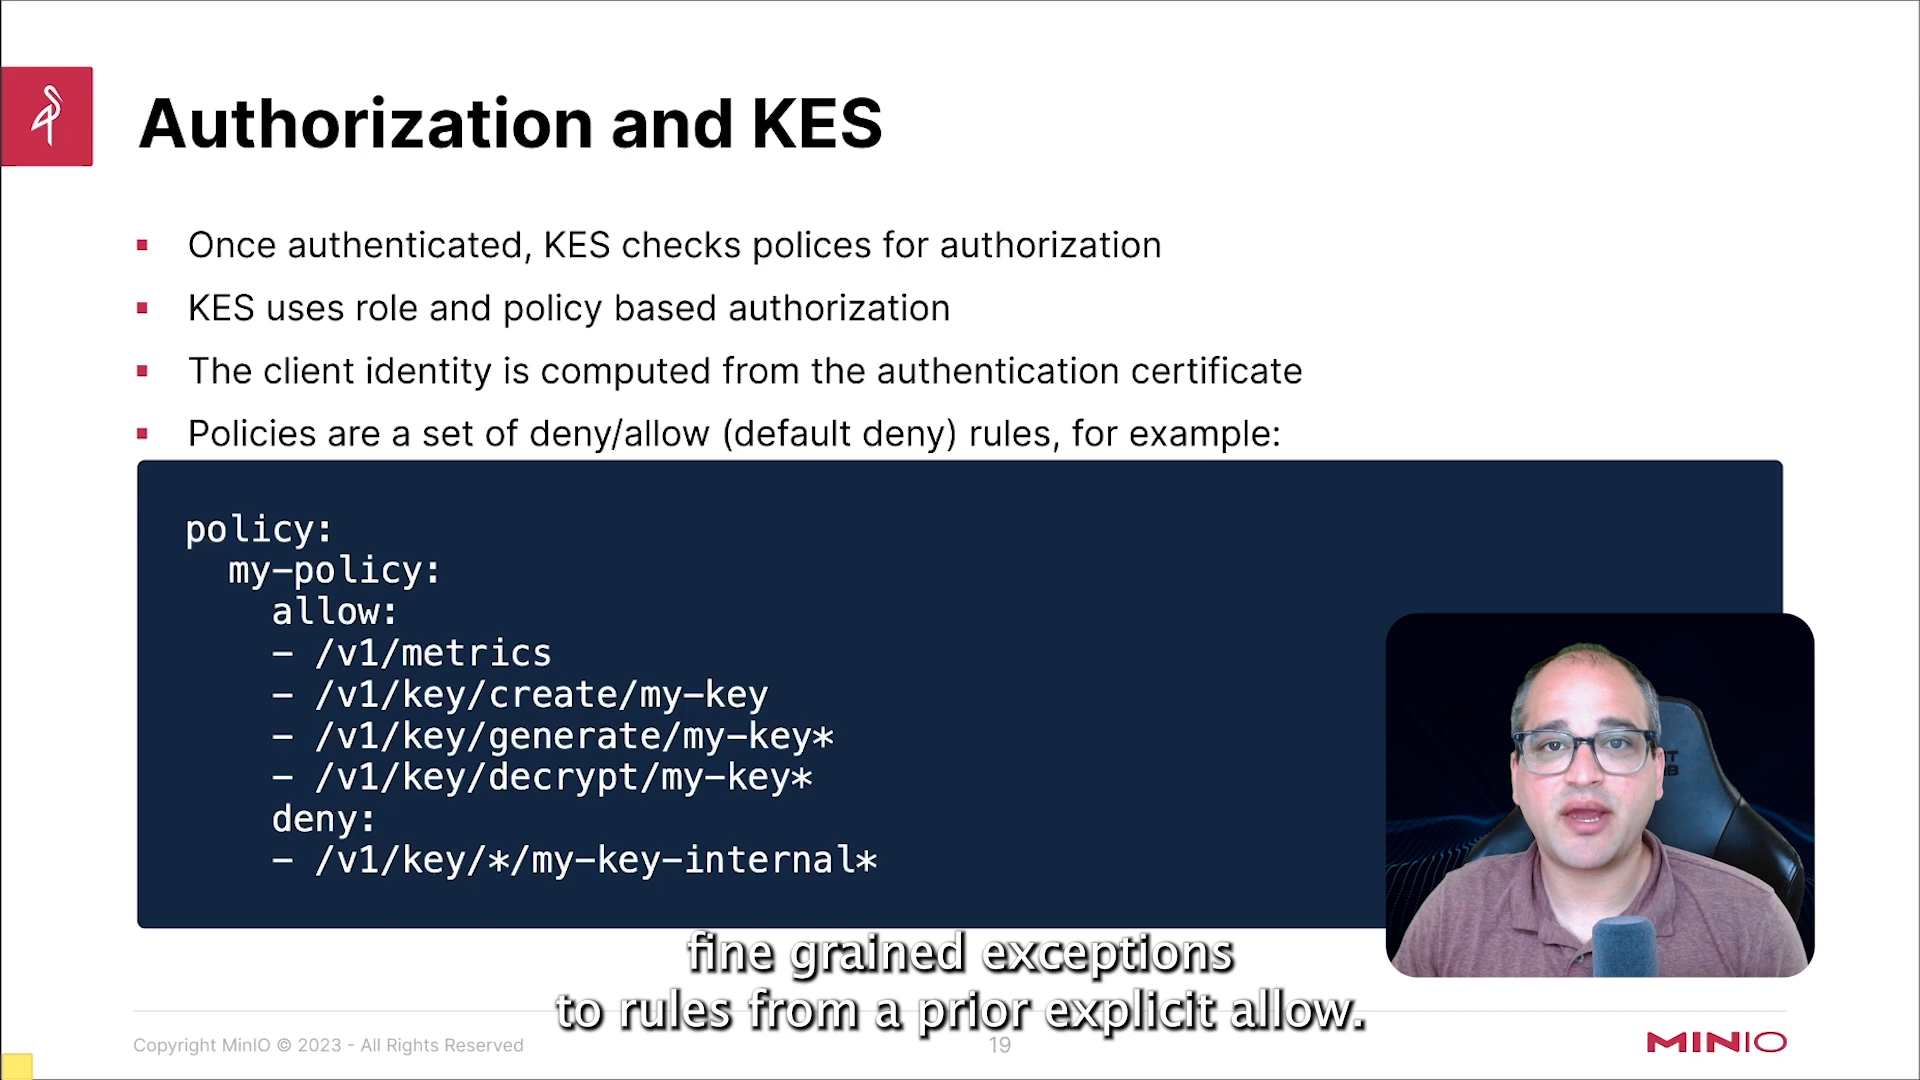 Authorization and KES
Once authenticated, KES checks polices for authorization
KES uses role and policy based authorization
The client identity is computed from the authentication certificate
Policies are a set of deny/allow (default deny) rules, for example:
policy:
my-policy:
allow:
- /v1/metrics
- /v1/key/create/my-key
- /v1/key/generate/my-key*
- /v1/key/decrypt/my-key*
deny:
- /v1/key/*/my-key-internal*
fine grained exceptions
to rules from a prior explicit allow.
Copyright MinIO © 2023 - All Rights Reserved
19
MINIO